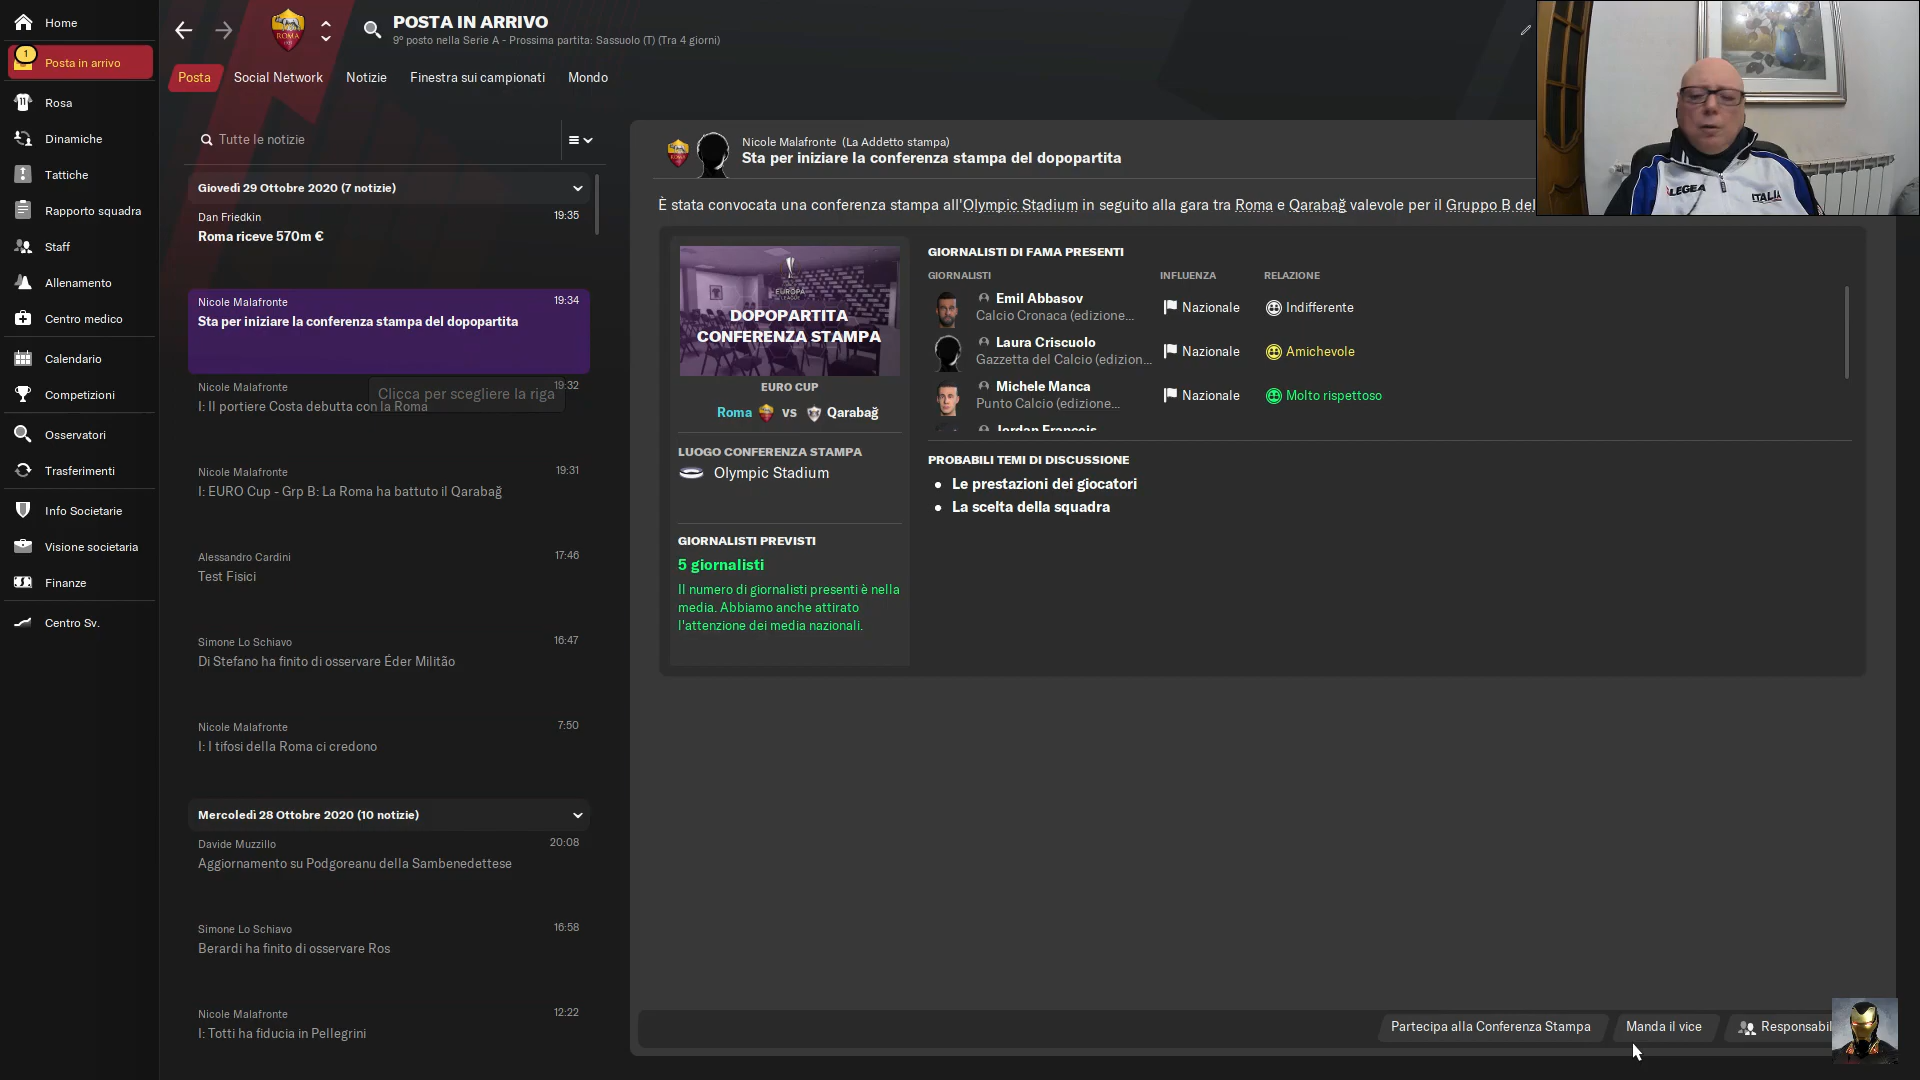 Home
1
Posta in arrivo
Rosa
Dinamiche
Tattiche
Rapporto squadra
Staff
Allenamento
Centro medico
Calendario
Competizioni
Osservatori
Trasferimenti
Info Societarie
Visione societaria
Finanze
Centro Sv.
ROMA
POSTA IN ARRIVO
9° posto nella Serie A - Prossima partita: Sassuolo (T) (Tra 4 giorni)
Posta
Social Network
Notizie
Finestra sui campionati
Mondo
Tutte le notizie
Giovedì 29 Ottobre 2020 (7 notizie)
Dan Friedkin
19:35
Roma riceve 570m €
Nicole Malafronte
19:34
Sta per iniziare la conferenza stampa del dopopartita
Nicole Malafronte
19:32
Clicca per scegliere la riga
I: Il portiere Costa debutta con la Roma
Nicole Malafronte
19:31
I: EURO Cup - Grp B: La Roma ha battuto il Qarabağ
Alessandro Cardini
17:46
Test Fisici
Simone Lo Schiavo
16:47
Di Stefano ha finito di osservare Éder Militão
Nicole Malafronte
7:50
I: I tifosi della Roma ci credono
Mercoledì 28 Ottobre 2020 (10 notizie)
Davide Muzzillo
20:08
Aggiornamento su Podgoreanu della Sambenedettese
Simone Lo Schiavo
16:58
Berardi ha finito di osservare Ros
Nicole Malafronte
12:22
I: Totti ha fiducia in Pellegrini
Nicole Malafronte (La Addetto stampa)
Sta per iniziare la conferenza stampa del dopopartita
È stata convocata una conferenza stampa all'Olympic Stadium in seguito alla gara tra Roma e Qarabağ valevole per il Gruppo B del
EUROPA
DOPOPARTITA
CONFERENZA STAMPA
EURO CUP
Roma vs Qarabağ
LUOGO CONFERENZA STAMPA
Olympic Stadium
GIORNALISTI PREVISTI
5 giornalisti
Il numero di giornalisti presenti è nella
media. Abbiamo anche attirato
l'attenzione dei media nazionali.
GIORNALISTI DI FAMA PRESENTI
GIORNALISTI INFLUENZA RELAZIONE
Emil Abbasov
Calcio Cronaca (edizione...
Nazionale
Indifferente
Laura Criscuolo
Gazzetta del Calcio (edizion...
Nazionale
Amichevole
Michele Manca
Punto Calcio (edizione...
Nazionale
Molto rispettoso
Jordan François
PROBABILI TEMI DI DISCUSSIONE
Le prestazioni dei giocatori
La scelta della squadra
Partecipa alla Conferenza Stampa
Manda il vice
Responsabil
LEGEA
ITALIA